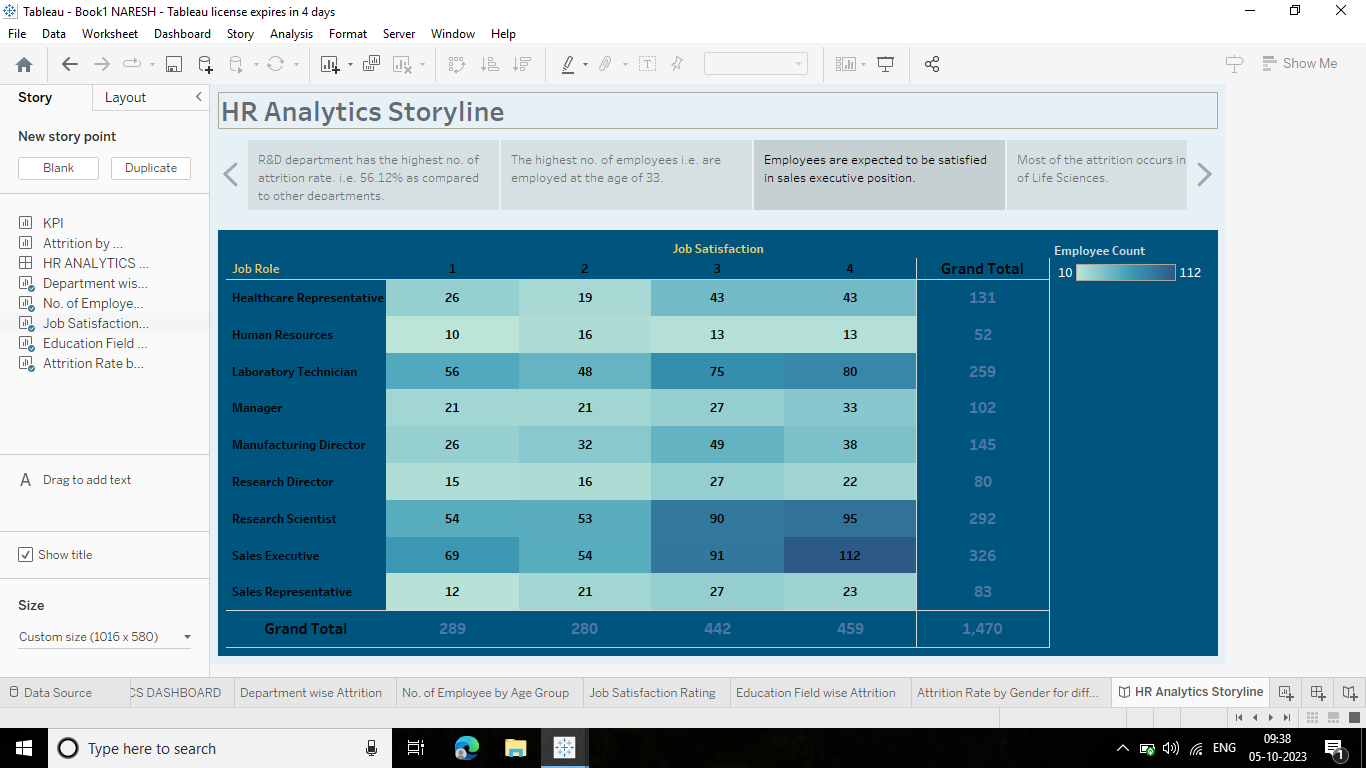 Tableau - Book1 NARESH - Tableau license expires in 4 days
File Data Worksheet Dashboard Story Analysis Format Server Window Help
Show Me
Story Layout
New story point
Blank Duplicate
KPI
Attrition by ...
HR ANALYTICS ...
Department wis...
No. of Employe...
Job Satisfaction...
Education Field ...
Attrition Rate b...
A Drag to add text
Show title
Size
Custom size (1016 x 580)
HR Analytics Storyline
R&D department has the highest no. of
attrition rate. i.e. 56.12% as compared
to other departments.
The highest no. of employees i.e. are
employed at the age of 33.
Employees are expected to be satisfied
in sales executive position.
Most of the attrition occurs in
of Life Sciences.
Job Satisfaction
Job Role 1 2 3 4 Grand Total
Healthcare Representative 26 19 43 43 131
Human Resources 10 16 13 13 52
Laboratory Technician 56 48 75 80 259
Manager 21 21 27 33 102
Manufacturing Director 26 32 49 38 145
Research Director 15 16 27 22 80
Research Scientist 54 53 90 95 292
Sales Executive 69 54 91 112 326
Sales Representative 12 21 27 23 83
Grand Total 289 280 442 459 1,470
Employee Count
10 112
Data Source CS DASHBOARD Department wise Attrition No. of Employee by Age Group Job Satisfaction Rating Education Field wise Attrition Attrition Rate by Gender for diff... HR Analytics Storyline
Type here to search
ENG
09:38
05-10-2023
1